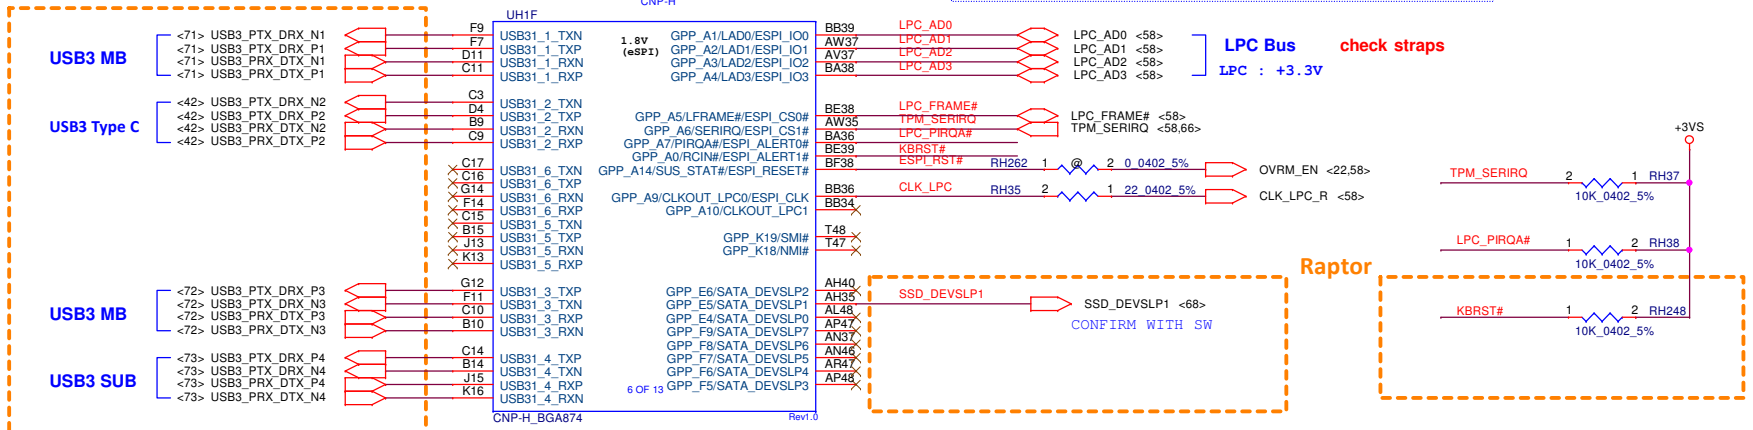 CNP-H
UH1F
USB3 MB
<71> USB3_PTX_DRX_N1
<71> USB3_PTX_DRX_P1
<71> USB3_PRX_DTX_N1
<71> USB3_PRX_DTX_P1
F9
F7
D11
C11
USB31_1_TXN
USB31_1_TXP
USB31_1_RXN
USB31_1_RXP
1.8V
(eSPI)
GPP_A1/LAD0/ESPI_IO0
GPP_A2/LAD1/ESPI_IO1
GPP_A3/LAD2/ESPI_IO2
GPP_A4/LAD3/ESPI_IO3
BB39
AW37
AV37
BA38
LPC_AD0
LPC_AD1
LPC_AD2
LPC_AD3
LPC_AD0 <58>
LPC_AD1 <58>
LPC_AD2 <58>
LPC_AD3 <58>
LPC Bus
LPC : +3.3V
check straps
USB3 Type C
<42> USB3_PTX_DRX_N2
<42> USB3_PTX_DRX_P2
<42> USB3_PRX_DTX_N2
<42> USB3_PRX_DTX_P2
C3
D4
B9
C9
USB31_2_TXN
USB31_2_TXP
USB31_2_RXN
USB31_2_RXP
GPP_A5/LFRAME#/ESPI_CS0#
GPP_A6/SERIRQ/ESPI_CS1#
GPP_A7/PIRQA#/ESPI_ALERT0#
GPP_A0/RCIN#/ESPI_ALERT1#
GPP_A14/SUS_STAT#/ESPI_RESET#
BE38
AW35
BA36
BE39
BF38
LPC_FRAME#
TPM_SERIRQ
LPC_PIRQA#
KBRST#
ESPI_RST#
LPC_FRAME# <58>
TPM_SERIRQ <58,66>
RH262 1 @ 2 0_0402_5%
OVRM_EN <22,58>
C17
C16
G14
F14
C15
B15
J13
K13
USB31_6_TXN
USB31_6_TXP
USB31_6_RXN
USB31_6_RXP
USB31_5_TXN
USB31_5_TXP
USB31_5_RXN
USB31_5_RXP
GPP_A9/CLKOUT_LPC0/ESPI_CLK
GPP_A10/CLKOUT_LPC1
BB36
BB34
CLK_LPC
RH35 2 1 22_0402_5%
CLK_LPC_R <58>
GPP_K19/SMI#
GPP_K18/NMI#
T48
T47
+3VS
TPM_SERIRQ 2 1 RH37
10K_0402_5%
LPC_PIRQA# 1 2 RH38
10K_0402_5%
Raptor
KBRST# 1 2 RH248
10K_0402_5%
USB3 MB
<72> USB3_PTX_DRX_P3
<72> USB3_PTX_DRX_N3
<72> USB3_PRX_DTX_P3
<72> USB3_PRX_DTX_N3
G12
F11
C10
B10
USB31_3_TXP
USB31_3_TXN
USB31_3_RXP
USB31_3_RXN
GPP_E6/SATA_DEVSLP2
GPP_E5/SATA_DEVSLP1
GPP_E4/SATA_DEVSLP0
GPP_F9/SATA_DEVSLP7
GPP_F8/SATA_DEVSLP6
GPP_F7/SATA_DEVSLP5
GPP_F6/SATA_DEVSLP4
GPP_F5/SATA_DEVSLP3
AH40
AH35
AL48
AP47
AN37
AN46
AR47
AP48
SSD_DEVSLP1
SSD_DEVSLP1 <68>
CONFIRM WITH SW
USB3 SUB
<73> USB3_PTX_DRX_P4
<73> USB3_PTX_DRX_N4
<73> USB3_PRX_DTX_P4
<73> USB3_PRX_DTX_N4
C14
B14
J15
K16
USB31_4_TXP
USB31_4_TXN
USB31_4_RXP
USB31_4_RXN
6 OF 13
CNP-H_BGA874
Rev1.0